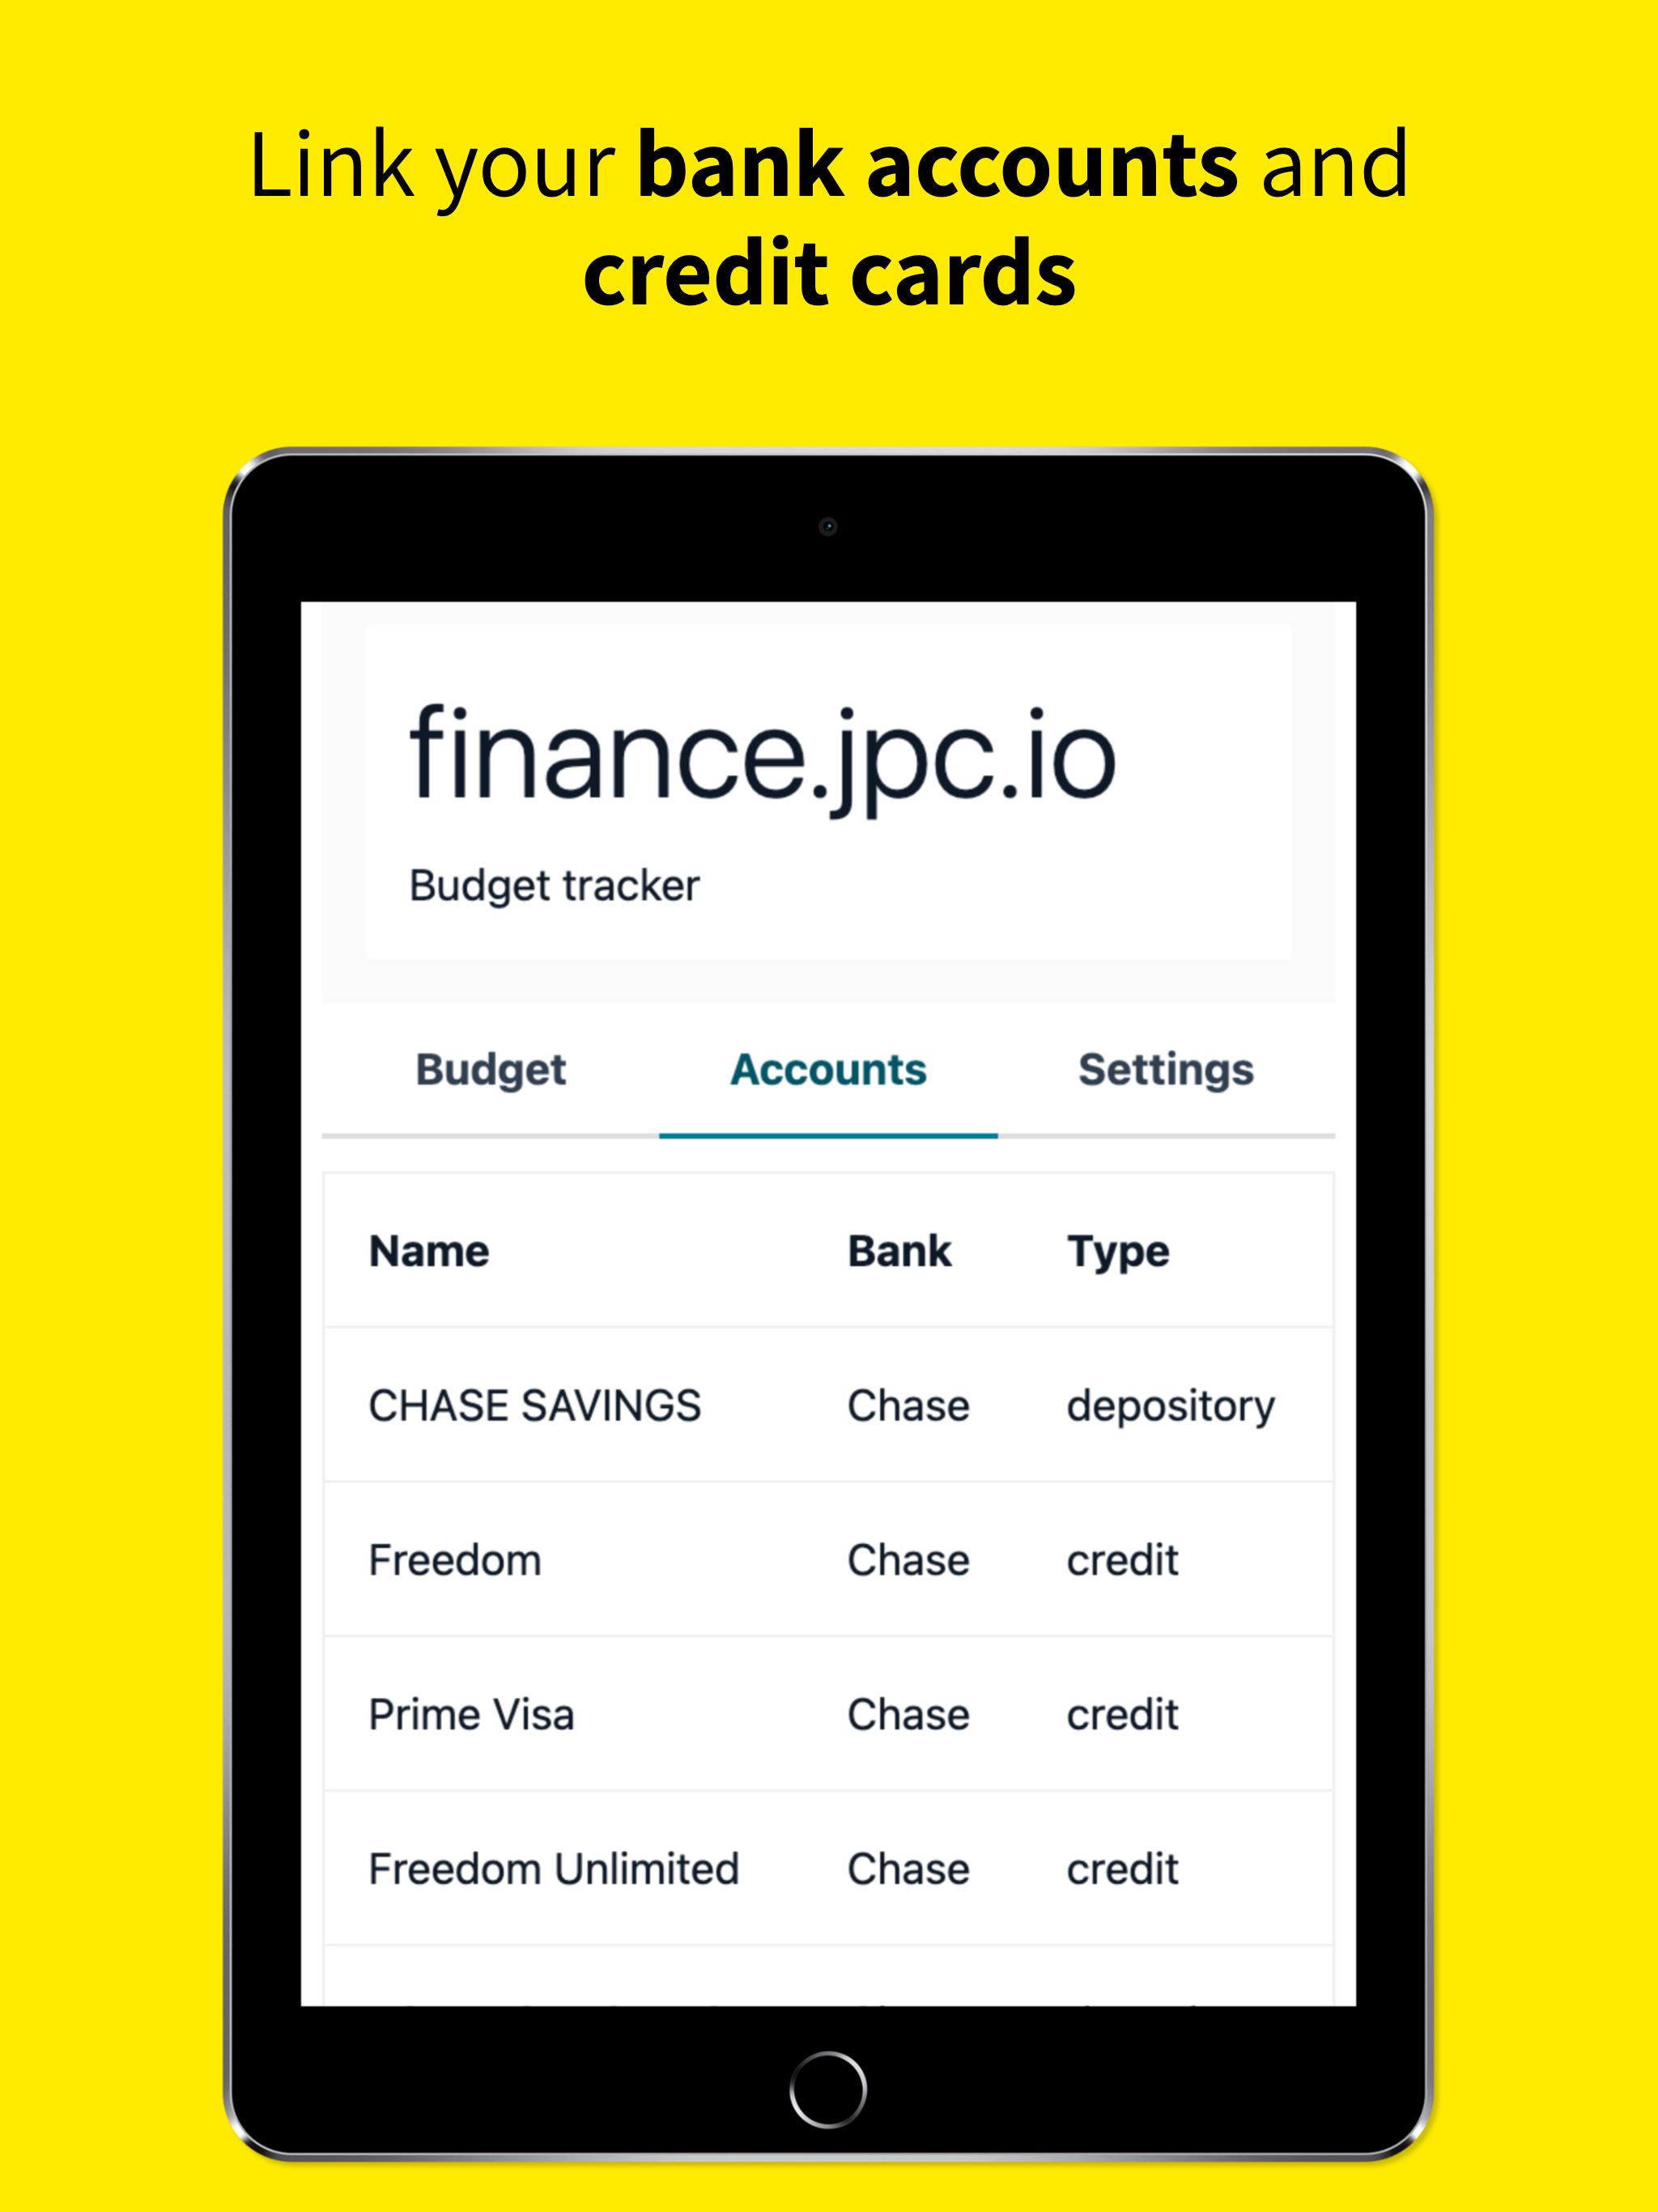 Link your bank accounts and
credit cards
finance.jpc.io
Budget tracker
Budget Accounts Settings
Name Bank Type
CHASE SAVINGS Chase depository
Freedom Chase credit
Prime Visa Chase credit
Freedom Unlimited Chase credit